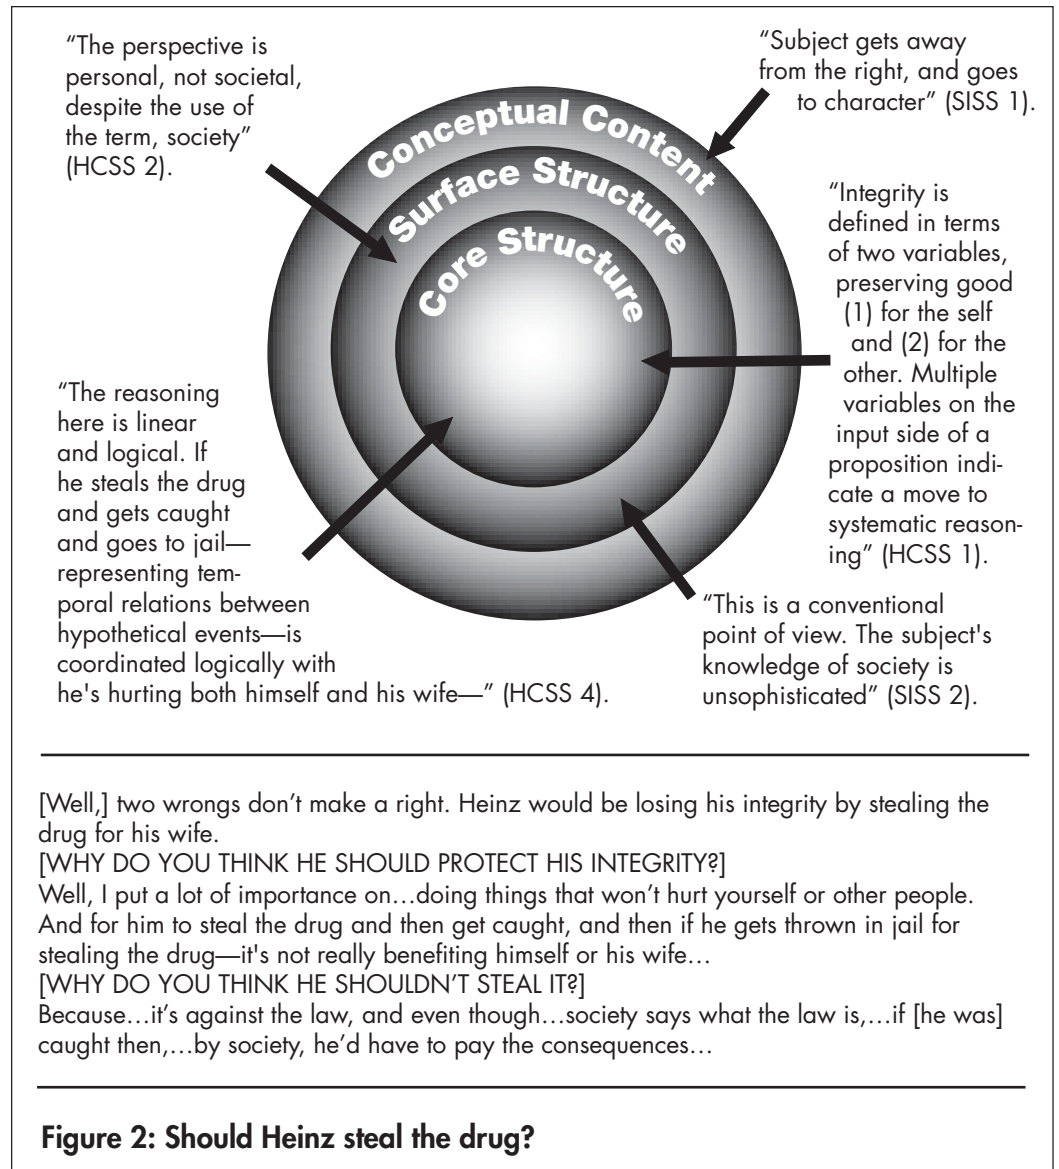 “The perspective is
personal, not societal,
despite the use of
the term, society”
(HCSS 2).
“Subject gets away
from the right, and goes
to character” (SISS 1).
Conceptual Content
Surface Structure
Core Structure
“Integrity is
defined in terms
of two variables,
preserving good
(1) for the self
and (2) for the
other. Multiple
variables on the
input side of a
proposition indi-
cate a move to
systematic reason-
ing” (HCSS 1).
“The reasoning
here is linear
and logical. If
he steals the drug
and gets caught
and goes to jail—
representing tem-
poral relations between
hypothetical events—is
coordinated logically with
he's hurting both himself and his wife—” (HCSS 4).
“This is a conventional
point of view. The subject's
knowledge of society is
unsophisticated” (SISS 2).
[Well,] two wrongs don’t make a right. Heinz would be losing his integrity by stealing the
drug for his wife.
[WHY DO YOU THINK HE SHOULD PROTECT HIS INTEGRITY?]
Well, I put a lot of importance on…doing things that won’t hurt yourself or other people.
And for him to steal the drug and then get caught, and then if he gets thrown in jail for
stealing the drug—it's not really benefiting himself or his wife…
[WHY DO YOU THINK HE SHOULDN’T STEAL IT?]
Because…it’s against the law, and even though…society says what the law is,…if [he was]
caught then,…by society, he’d have to pay the consequences…
Figure 2: Should Heinz steal the drug?